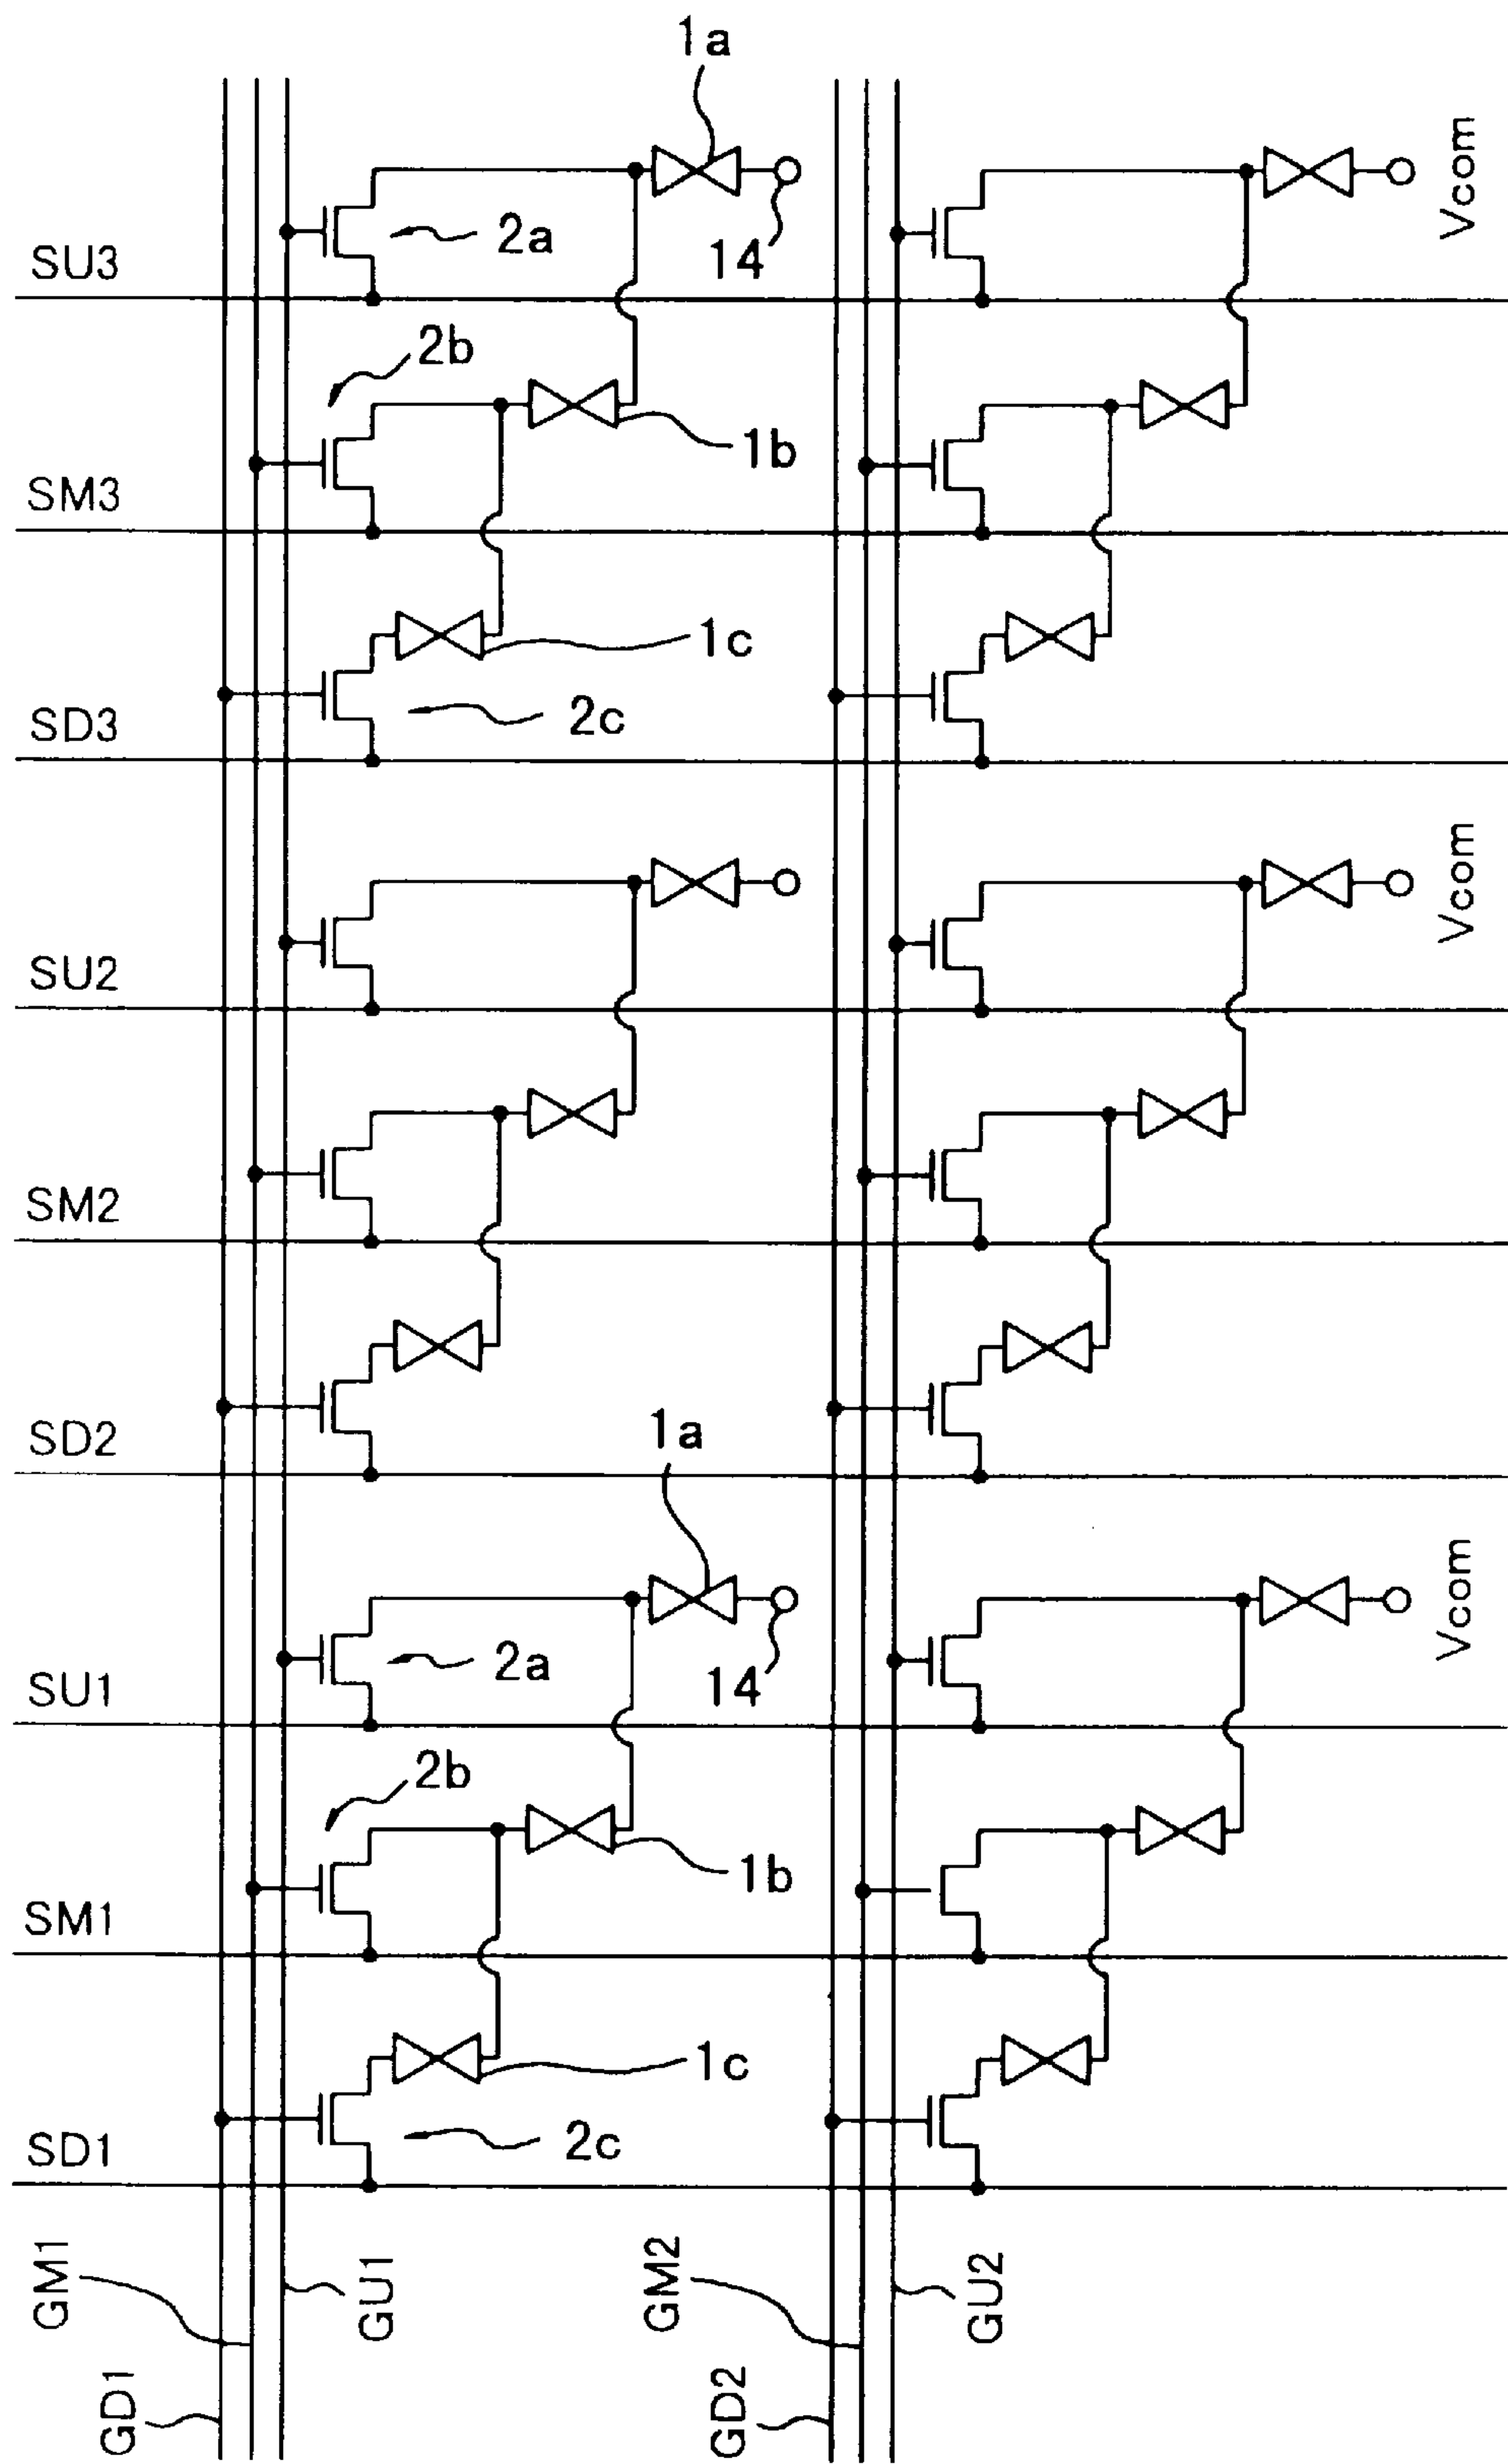 1a
SU3
2a
14
Vcom
2b
SM3
1b
1c
SD3
2c
Vcom
SU2
SM2
SD2
1a
Vcom
SU1
2a
14
2b
SM1
1b
1c
SD1
2c
GM1
GU1
GM2
GU2
GD1
GD2